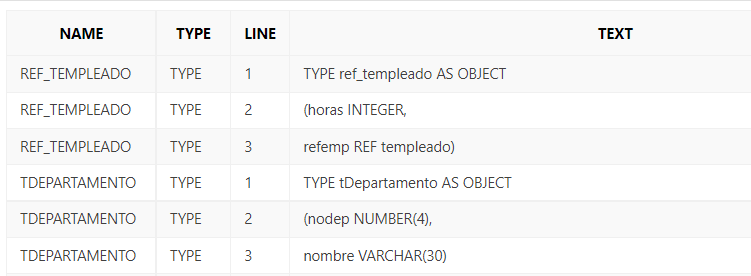 NAME TYPE LINE TEXT
REF_TEMPLEADO TYPE 1 TYPE ref_templeado AS OBJECT
REF_TEMPLEADO TYPE 2 (horas INTEGER,
REF_TEMPLEADO TYPE 3 refemp REF templeado)
TDEPARTAMENTO TYPE 1 TYPE tDepartamento AS OBJECT
TDEPARTAMENTO TYPE 2 (nodep NUMBER(4),
TDEPARTAMENTO TYPE 3 nombre VARCHAR(30)